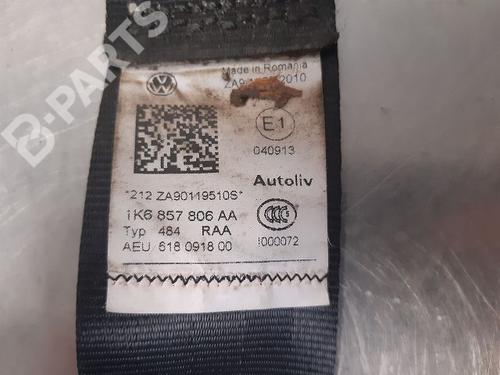 B-PARTS
Made in Romania
2010
E1
040913
Autoliv
*212 ZA90119510S*
1K6 857 806 AA
Typ 484 RAA
AEU 618 0918 00
I000072